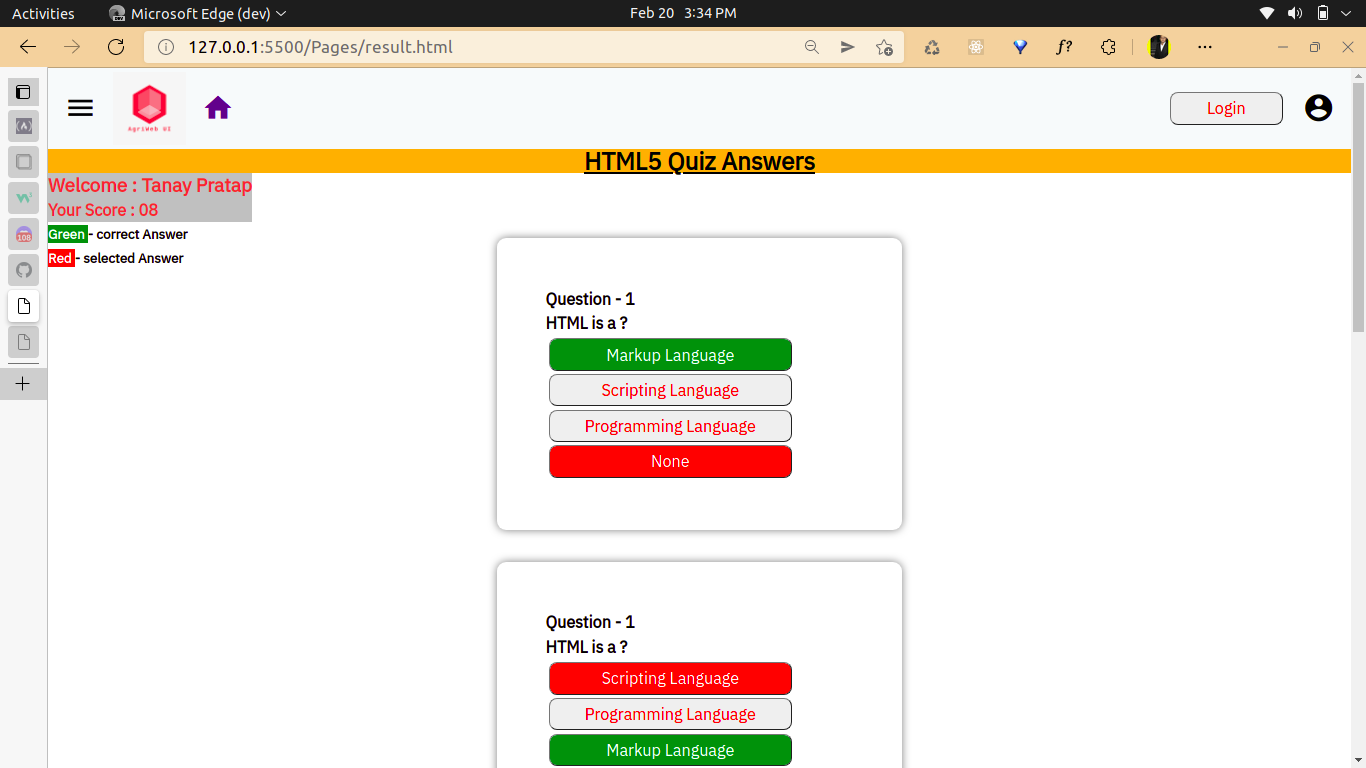 Activities
Microsoft Edge (dev)
Feb 20 3:34 PM
127.0.0.1:5500/Pages/result.html
f?
AgriWeb UI
Login
HTML5 Quiz Answers
Welcome : Tanay Pratap
Your Score : 08
Green - correct Answer
Red - selected Answer
108
Question - 1
HTML is a ?
Markup Language
Scripting Language
Programming Language
None
Question - 1
HTML is a ?
Scripting Language
Programming Language
Markup Language